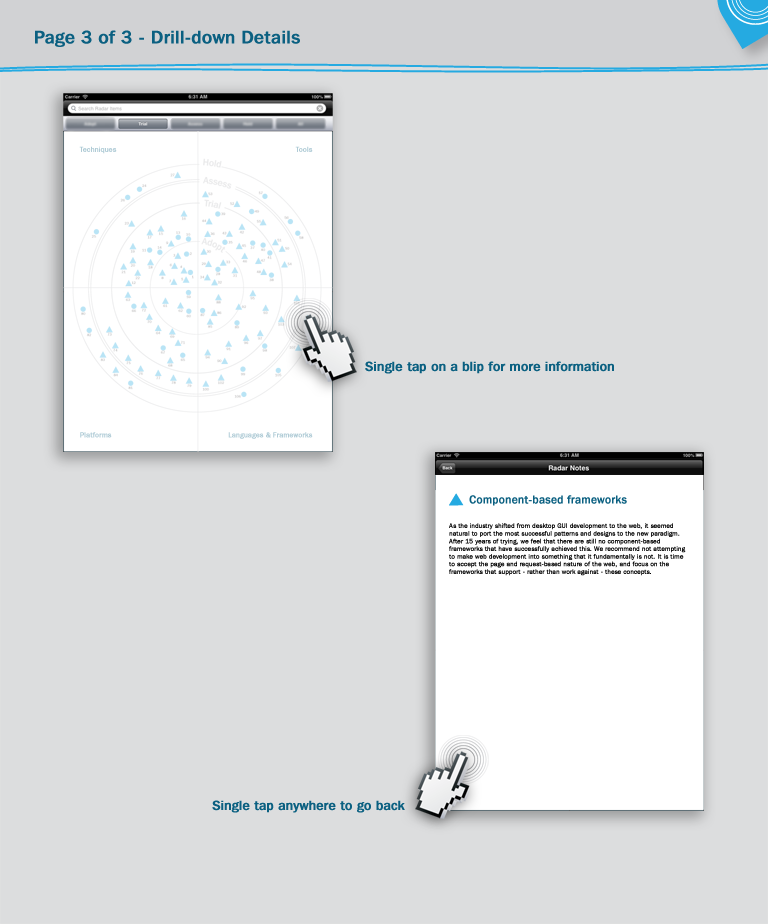 Page 3 of 3 - Drill-down Details
Carrier 6:31 AM 100%
Search Radar Items
Trial
Techniques Tools
Hold
Assess
Trial
Adopt
Platforms Languages & Frameworks
Single tap on a blip for more information
Carrier 6:31 AM 100%
Back Radar Notes
Component-based frameworks
As the industry shifted from desktop GUI development to the web, it seemed
natural to port the most successful patterns and designs to the new paradigm.
After 15 years of trying, we feel that there are still no component-based
frameworks that have successfully achieved this. We recommend not attempting
to make web development into something that it fundamentally is not. It is time
to accept the page and request-based nature of the web, and focus on the
frameworks that support - rather than work against - these concepts.
Single tap anywhere to go back